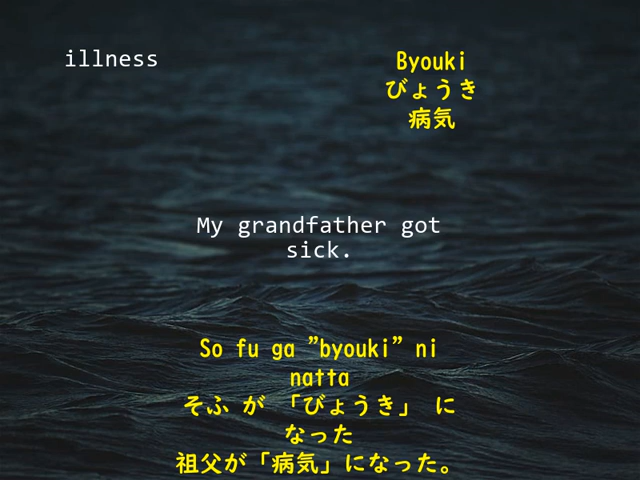 illness
Byouki
びょうき
病気
My grandfather got
sick.
So fu ga ”byouki” ni
natta
そふ が 「びょうき」 に
なった
祖父が「病気」になった。